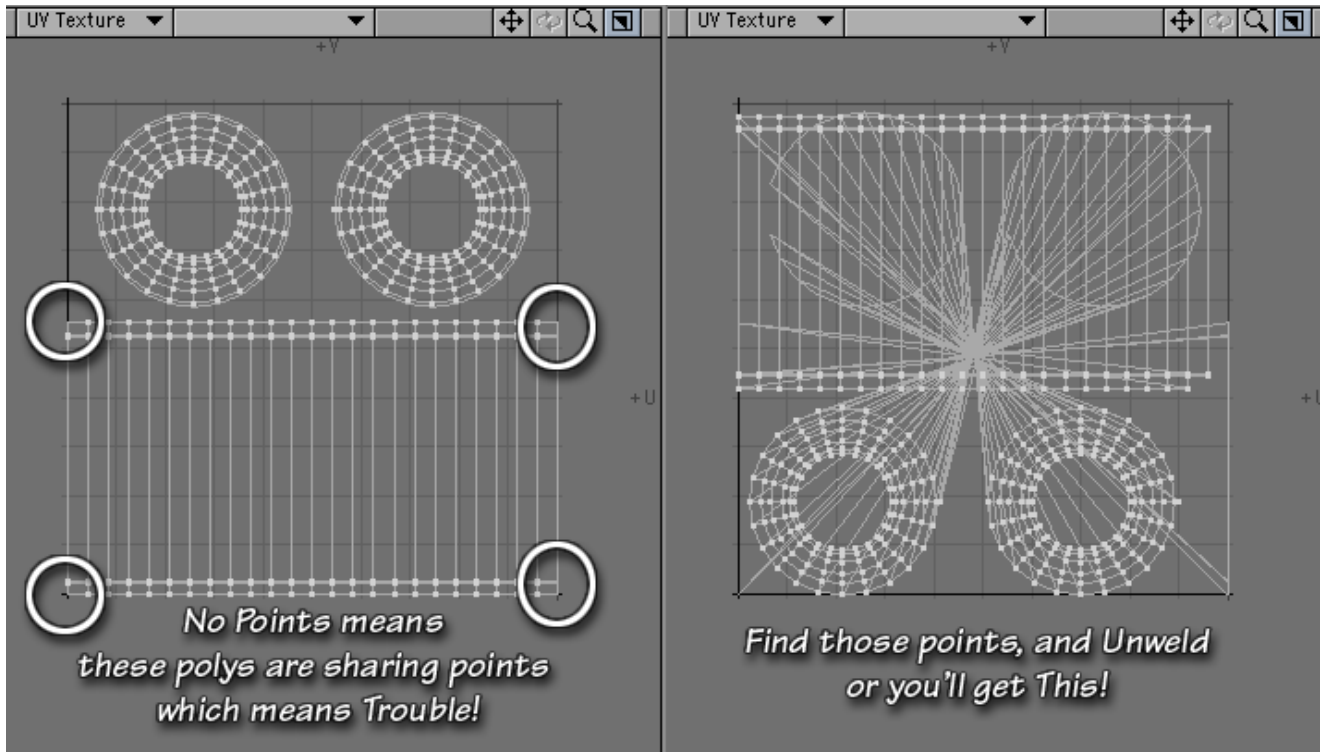 UV Texture
UV Texture
+V
+V
+U
+U
No Points means
these polys are sharing points
which means Trouble!
Find those points, and Unweld
or you'll get This!